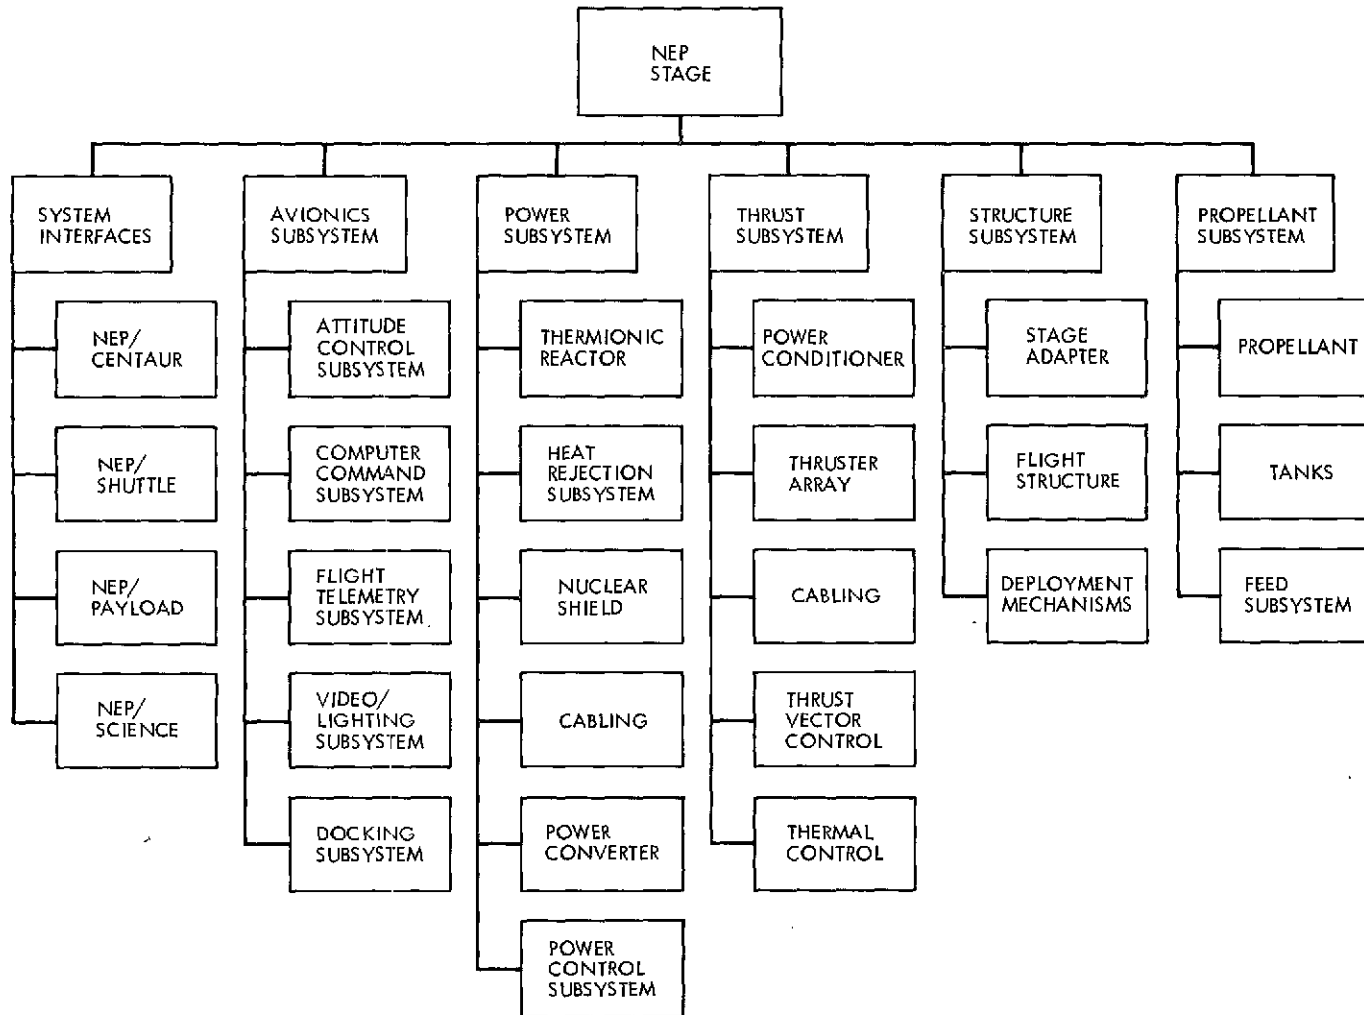 NEP
STAGE
SYSTEM
INTERFACES
NEP/
CENTAUR
NEP/
SHUTTLE
NEP/
PAYLOAD
NEP/
SCIENCE
AVIONICS
SUBSYSTEM
ATTITUDE
CONTROL
SUBSYSTEM
COMPUTER
COMMAND
SUBSYSTEM
FLIGHT
TELEMETRY
SUBSYSTEM
VIDEO/
LIGHTING
SUBSYSTEM
DOCKING
SUBSYSTEM
POWER
SUBSYSTEM
THERMIONIC
REACTOR
HEAT
REJECTION
SUBSYSTEM
NUCLEAR
SHIELD
CABLING
POWER
CONVERTER
POWER
CONTROL
SUBSYSTEM
THRUST
SUBSYSTEM
POWER
CONDITIONER
THRUSTER
ARRAY
CABLING
THRUST
VECTOR
CONTROL
THERMAL
CONTROL
STRUCTURE
SUBSYSTEM
STAGE
ADAPTER
FLIGHT
STRUCTURE
DEPLOYMENT
MECHANISMS
PROPELLANT
SUBSYSTEM
PROPELLANT
TANKS
FEED
SUBSYSTEM